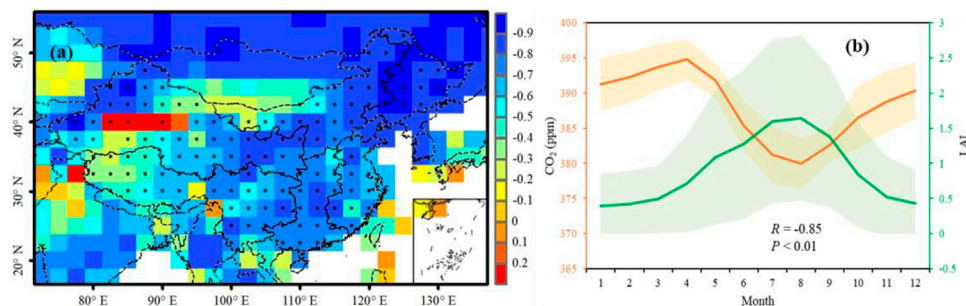 (a)
50° N
40° N
30° N
20° N
80° E
90° E
100° E
110° E
120° E
130° E
-0.9
-0.8
-0.7
-0.6
-0.5
-0.4
-0.3
-0.2
-0.1
0
0.1
0.2
(b)
CO₂ (ppm)
400
395
390
385
380
375
370
365
1 2 3 4 5 6 7 8 9 10 11 12
Month
R = -0.85
P < 0.01
3
2.5
2
1.5
1
0.5
0
-0.5
LAI